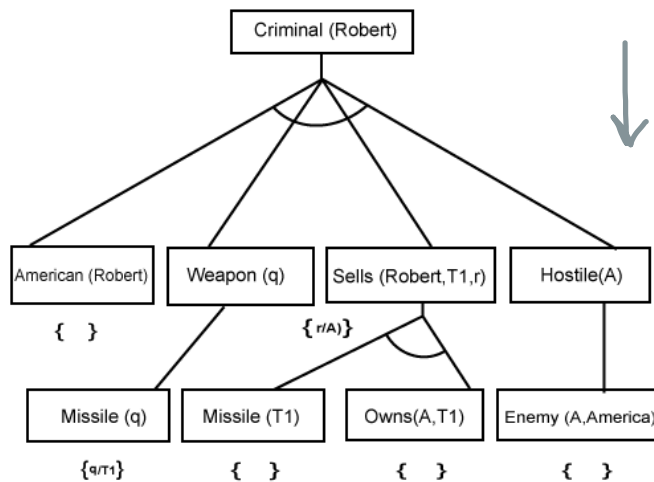 Criminal (Robert)
American (Robert)
Weapon (q)
Sells (Robert,T1,r)
Hostile(A)
{ }
{r/A)}
Missile (q)
Missile (T1)
Owns(A,T1)
Enemy (A,America)
{q/T1}
{ }
{ }
{ }